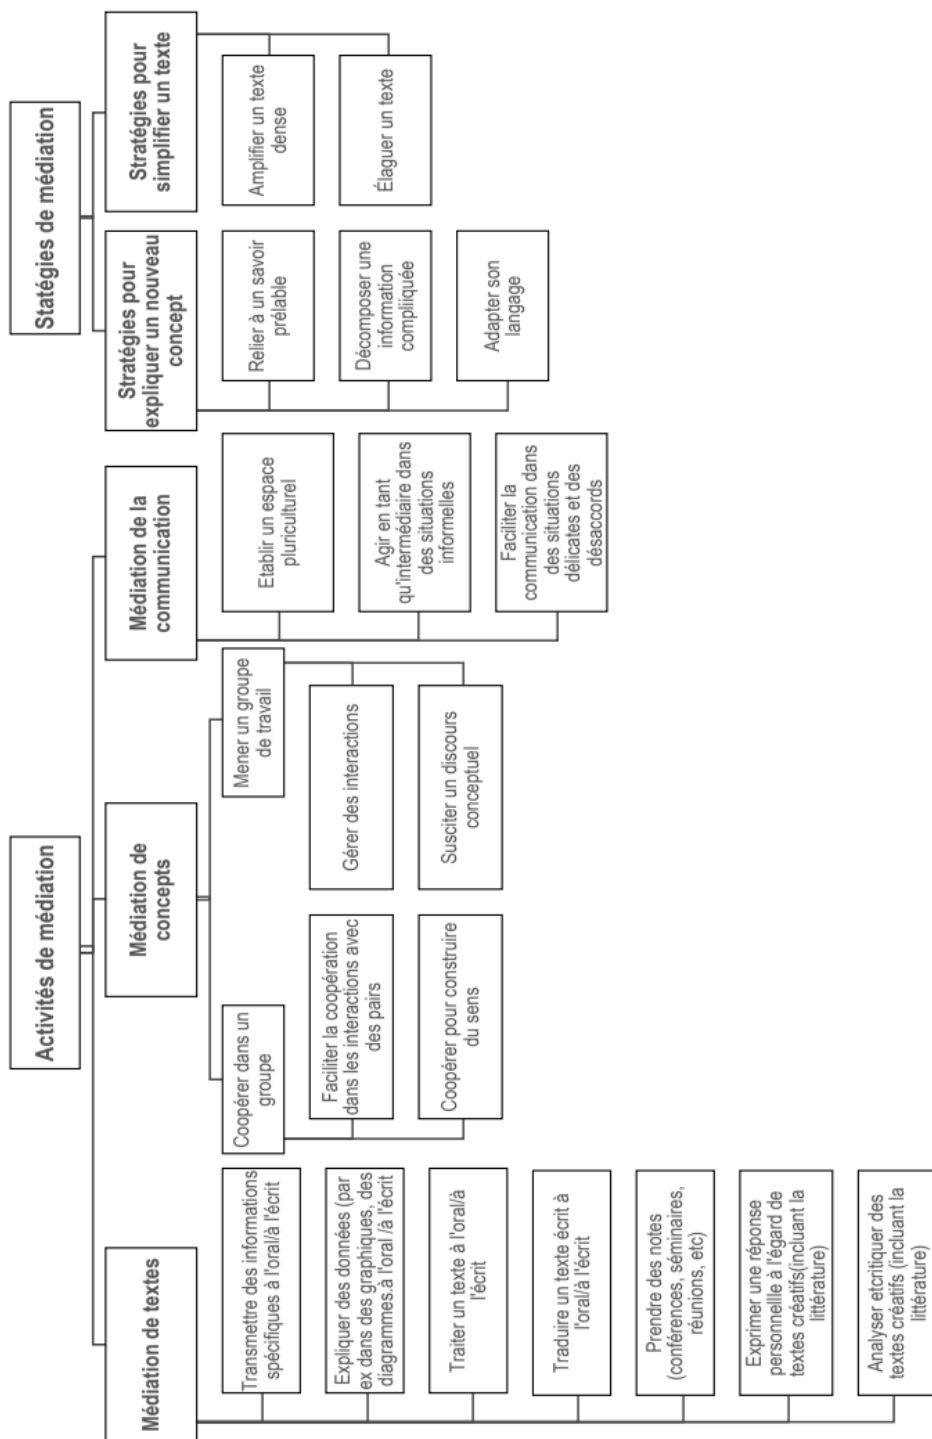 Activités de médiation
Médiation de textes
Transmettre des informations
spécifiques à l'oral/à l'écrit
Expliquer des données (par
ex dans des graphiques, des
diagrammes.à l'oral /à l'écrit
Traiter un texte à l'oral/à
l'écrit
Traduire un texte écrit à
l'oral/à l'écrit
Prendre des notes
(conférences, séminaires,
réunions, etc)
Exprimer une réponse
personnellle à l'égard de
textes créatifs(incluant la
littérature)
Analyser etcritiquer des
textes créatifs (incluant la
littérature)
Médiation de
concepts
Coopérer dans un
groupe
Faciliter la coopération
dans les interactions avec
des pairs
Coopérer pour construire
du sens
Mener un groupe
de travail
Gérer des interactions
Susciter un discours
conceptuel
Médiation de la
communication
Etablir un espace
pluriculturel
Agir en tant
qu'intermédiaire dans
des situations
informelles
Faciliter la
communication dans
des situations
délicates et des
désaccords
Statégies de médiation
Stratégies pour
expliquer un nouveau
concept
Relier à un savoir
prélable
Décomposer une
information
compliiquée
Adapter son
langage
Stratégies pour
simplifier un texte
Amplifier un texte
dense
Élaguer un texte